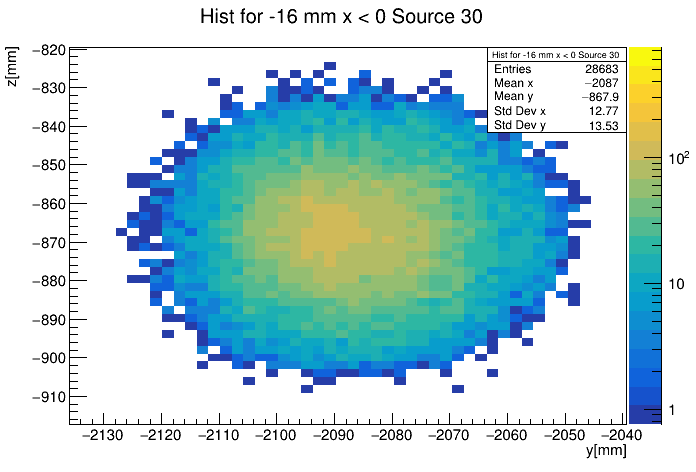 Hist for -16 mm x < 0 Source 30
z[mm]
−820
−830
−840
−850
−860
−870
−880
−890
−900
−910
Hist for -16 mm x < 0 Source 30
Entries 28683
Mean x −2087
Mean y −867.9
Std Dev x 12.77
Std Dev y 13.53
10²
10
1
−2130 −2120 −2110 −2100 −2090 −2080 −2070 −2060 −2050 −2040
y[mm]